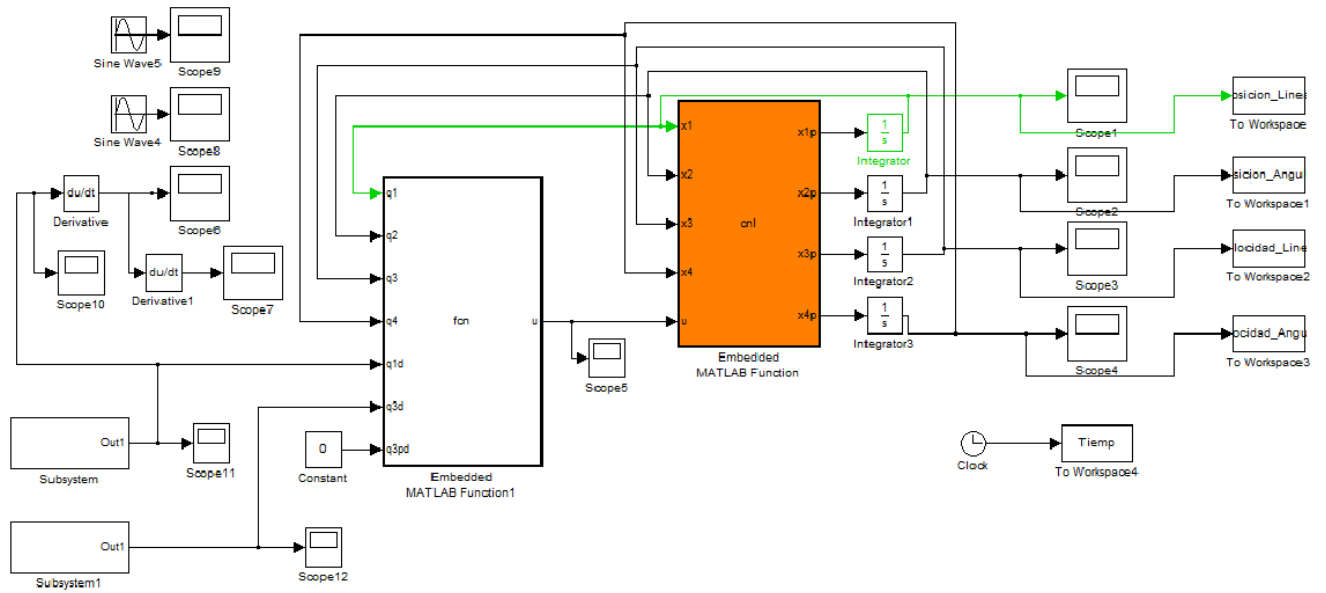 Sine Wave5
Scope9
Sine Wave4
Scope8
du/dt
Derivative
Scope6
Scope10
du/dt
Derivative1
Scope7
Out1
Subsystem
Scope11
Out1
Subsystem1
Scope12
0
Constant
q1
q2
q3
q4
q1d
q3d
q3pd
fcn
u
Embedded
MATLAB Function1
Scope5
x1
x2
x3
x4
u
cnl
x1p
x2p
x3p
x4p
Embedded
MATLAB Function
1
s
Integrator
1
s
Integrator1
1
s
Integrator2
1
s
Integrator3
Scope1
Scope2
Scope3
Scope4
osicion_Linea
To Workspace
sicion_Angul
To Workspace1
locidad_Line
To Workspace2
ocidad_Angu
To Workspace3
Clock
Tiemp
To Workspace4